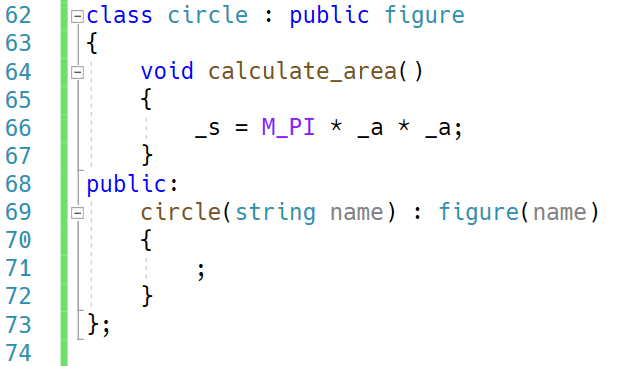 62 class circle : public figure
63 {
64     void calculate_area()
65     {
66         _s = M_PI * _a * _a;
67     }
68 public:
69     circle(string name) : figure(name)
70     {
71         ;
72     }
73 };
74